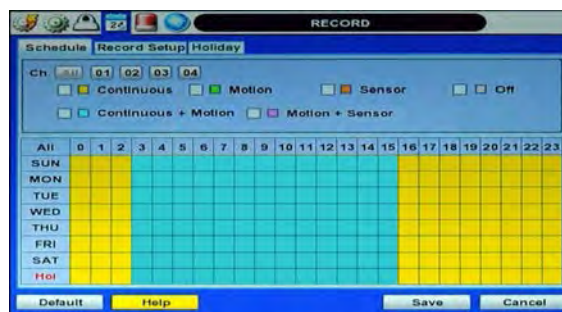 RECORD
Schedule Record Setup Holiday
Ch All 01 02 03 04
Continuous Motion Sensor Off
Continuous + Motion Motion + Sensor
All 0 1 2 3 4 5 6 7 8 9 10 11 12 13 14 15 16 17 18 19 20 21 22 23
SUN
MON
TUE
WED
THU
FRI
SAT
Hol
Default Help Save Cancel